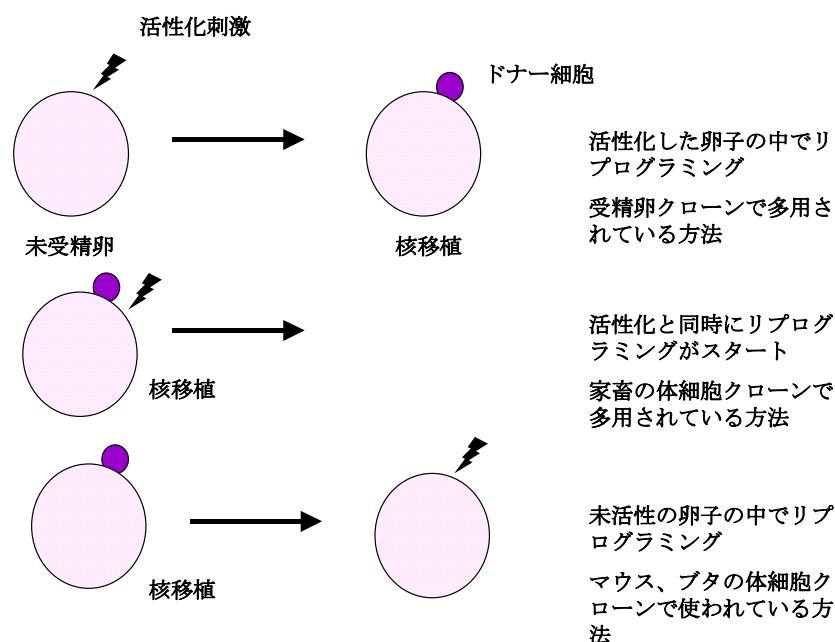 活性化刺激
ドナー細胞
活性化した卵子の中でリ
プログラミング
受精卵クローンで多用さ
れている方法
未受精卵
核移植
活性化と同時にリプログ
ラミングがスタート
核移植
家畜の体細胞クローンで
多用されている方法
未活性の卵子の中でリプ
ログラミング
核移植
マウス、ブタの体細胞ク
ローンで使われている方
法